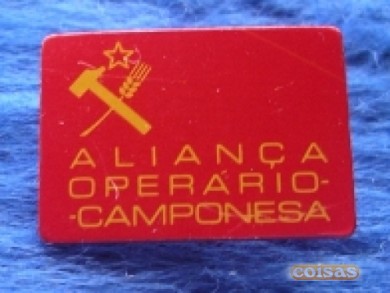 ALIANÇA
OPERÁRIO-
-CAMPONESA
coisas